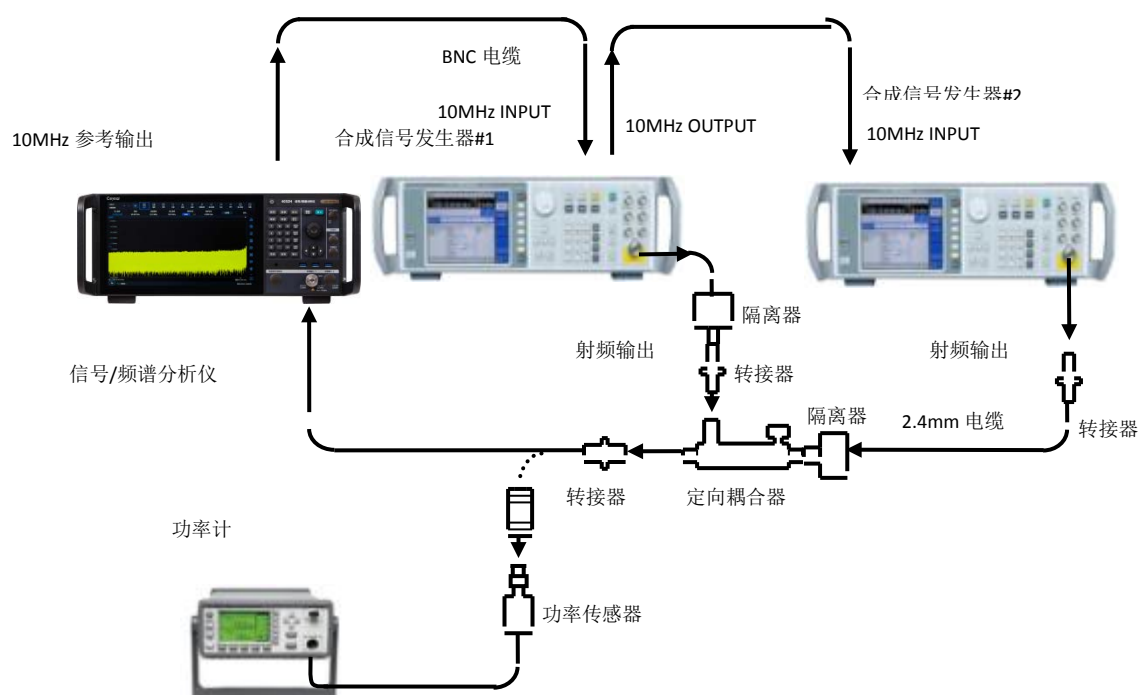 BNC 电缆
合成信号发生器#2
10MHz INPUT
10MHz OUTPUT
10MHz INPUT
10MHz 参考输出
合成信号发生器#1
隔离器
射频输出
射频输出
信号/频谱分析仪
转接器
隔离器
2.4mm 电缆
转接器
转接器
定向耦合器
功率计
功率传感器